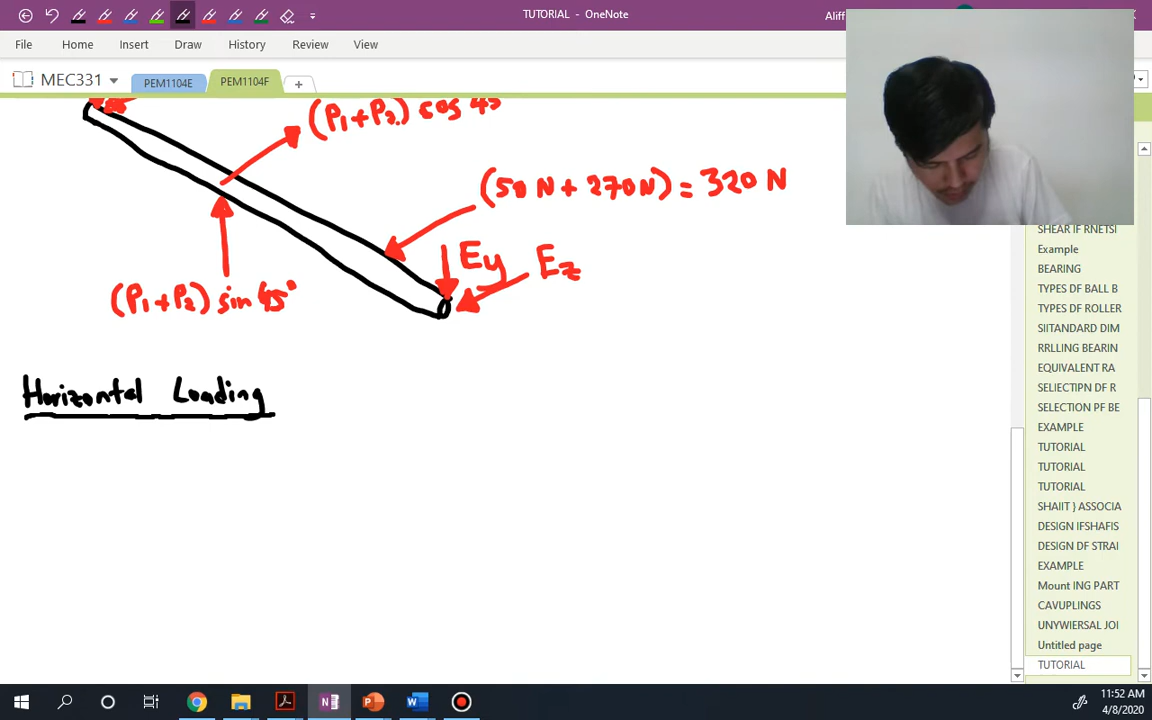 TUTORIAL - OneNote
Aliff
File Home Insert Draw History Review View
MEC331
PEM1104E
PEM1104F
(P1+P2) cos 45
(50 N + 270N) = 320 N
Ey
Ez
(P1+P2) sin 45°
Horizontal Loading
SHEAR IF RNETSI
Example
BEARING
TYPES DF BALL B
TYPES DF ROLLER
SIITANDARD DIM
RRLLING BEARIN
EQUIVALENT RA
SELIECTIPN DF R
SELECTION PF BE
EXAMPLE
TUTORIAL
TUTORIAL
TUTORIAL
SHAIIT } ASSOCIA
DESIGN IFSHAFIS
DESIGN DF STRAI
EXAMPLE
Mount ING PART
CAVUPLINGS
UNYWIERSAL JOI
Untitled page
TUTORIAL
11:52 AM
4/8/2020